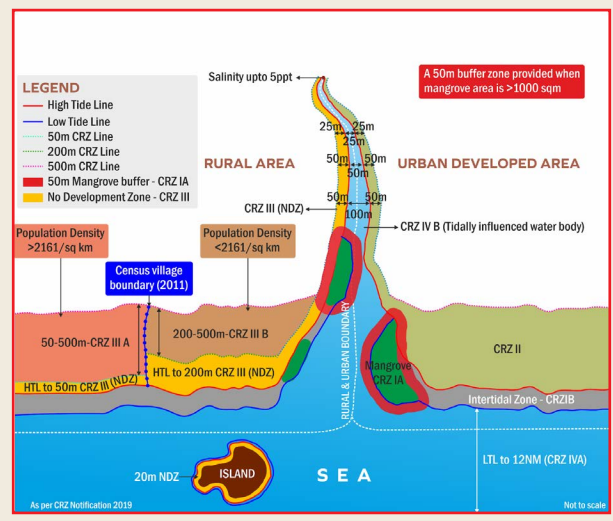 Salinity upto 5ppt
A 50m buffer zone provided when
mangrove area is >1000 sqm
LEGEND
High Tide Line
Low Tide Line
50m CRZ Line
200m CRZ Line
500m CRZ Line
50m Mangrove buffer - CRZ IA
No Development Zone - CRZ III
RURAL AREA
URBAN DEVELOPED AREA
25m
25m
25m
50m
50m
50m
50m
50m
100m
CRZ III (NDZ)
CRZ IV B (Tidally influenced water body)
Population Density
>2161/sq km
Population Density
<2161/sq km
Census village
boundary (2011)
50-500m-CRZ III A
200-500m-CRZ III B
HTL to 50m CRZ III (NDZ)
HTL to 200m CRZ III (NDZ)
RURAL & URBAN BOUNDARY
Mangrove
CRZ IA
CRZ II
Intertidal Zone - CRZIB
LTL to 12NM (CRZ IVA)
20m NDZ
ISLAND
SEA
As per CRZ Notification 2019
Not to scale